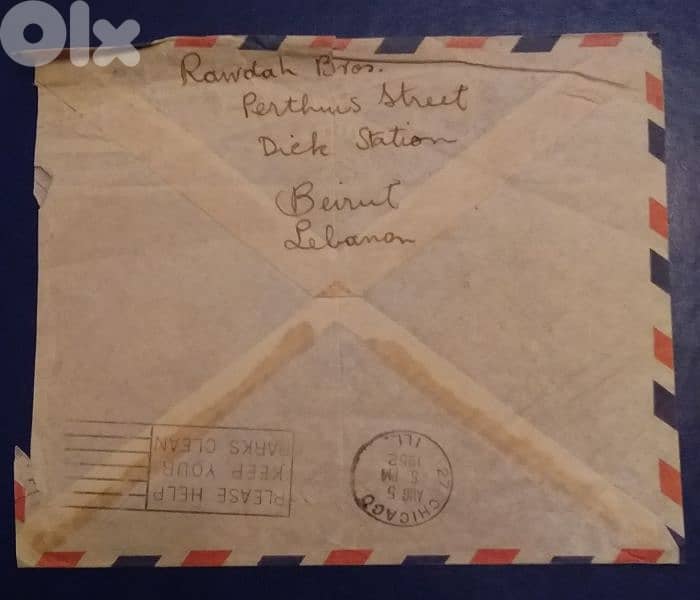 Olx
Rawdah Bros.
Perthuis Street
Dick Station
Beirut
Lebanon
PLEASE HELP
KEEP YOUR
PARKS CLEAN
27 CHICAGO
AUG 5
5 PM
1952
ILL.